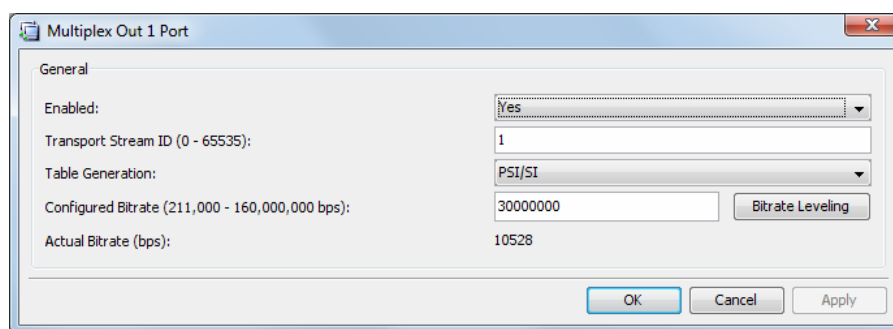 Multiplex Out 1 Port
General
Enabled: Yes
Transport Stream ID (0 - 65535): 1
Table Generation: PSI/SI
Configured Bitrate (211,000 - 160,000,000 bps): 30000000 Bitrate Leveling
Actual Bitrate (bps): 10528
OK Cancel Apply